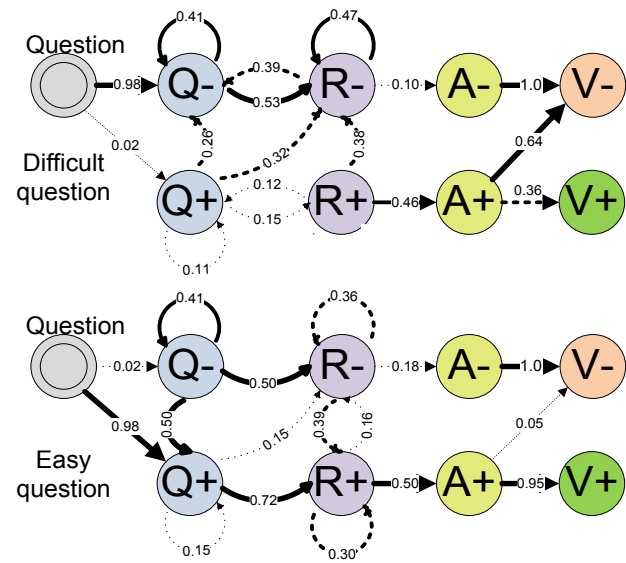 Question
0.41
0.47
Q-
R-
A-
V-
0.98
0.39
0.53
0.10
1.0
0.02
0.26
0.32
0.38
0.64
Difficult
question
Q+
0.12
0.15
R+
0.46
A+
0.36
V+
0.11
Question
0.41
0.36
0.02
Q-
0.50
R-
0.18
A-
1.0
V-
0.98
0.50
0.15
0.39
0.16
0.05
Easy
question
Q+
0.72
R+
0.50
A+
0.95
V+
0.15
0.30